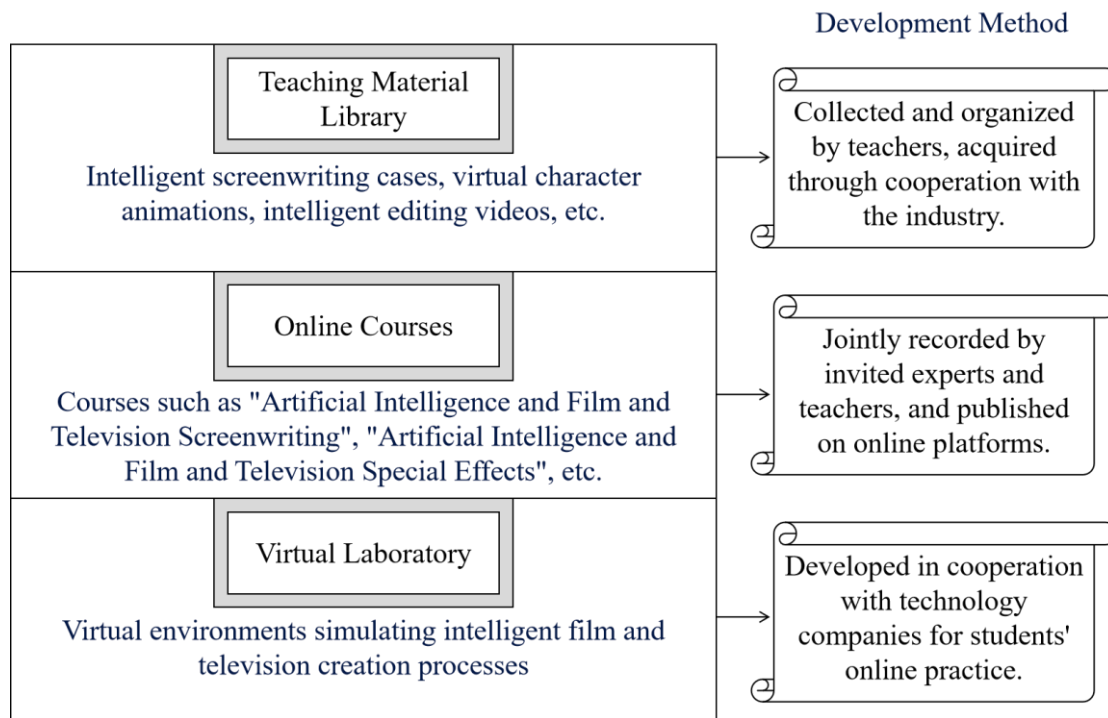 Development Method
Teaching Material
Library
Intelligent screenwriting cases, virtual character
animations, intelligent editing videos, etc.
Collected and organized
by teachers, acquired
through cooperation with
the industry.
Online Courses
Courses such as "Artificial Intelligence and Film and
Television Screenwriting", "Artificial Intelligence and
Film and Television Special Effects", etc.
Jointly recorded by
invited experts and
teachers, and published
on online platforms.
Virtual Laboratory
Virtual environments simulating intelligent film and
television creation processes
Developed in cooperation
with technology
companies for students'
online practice.